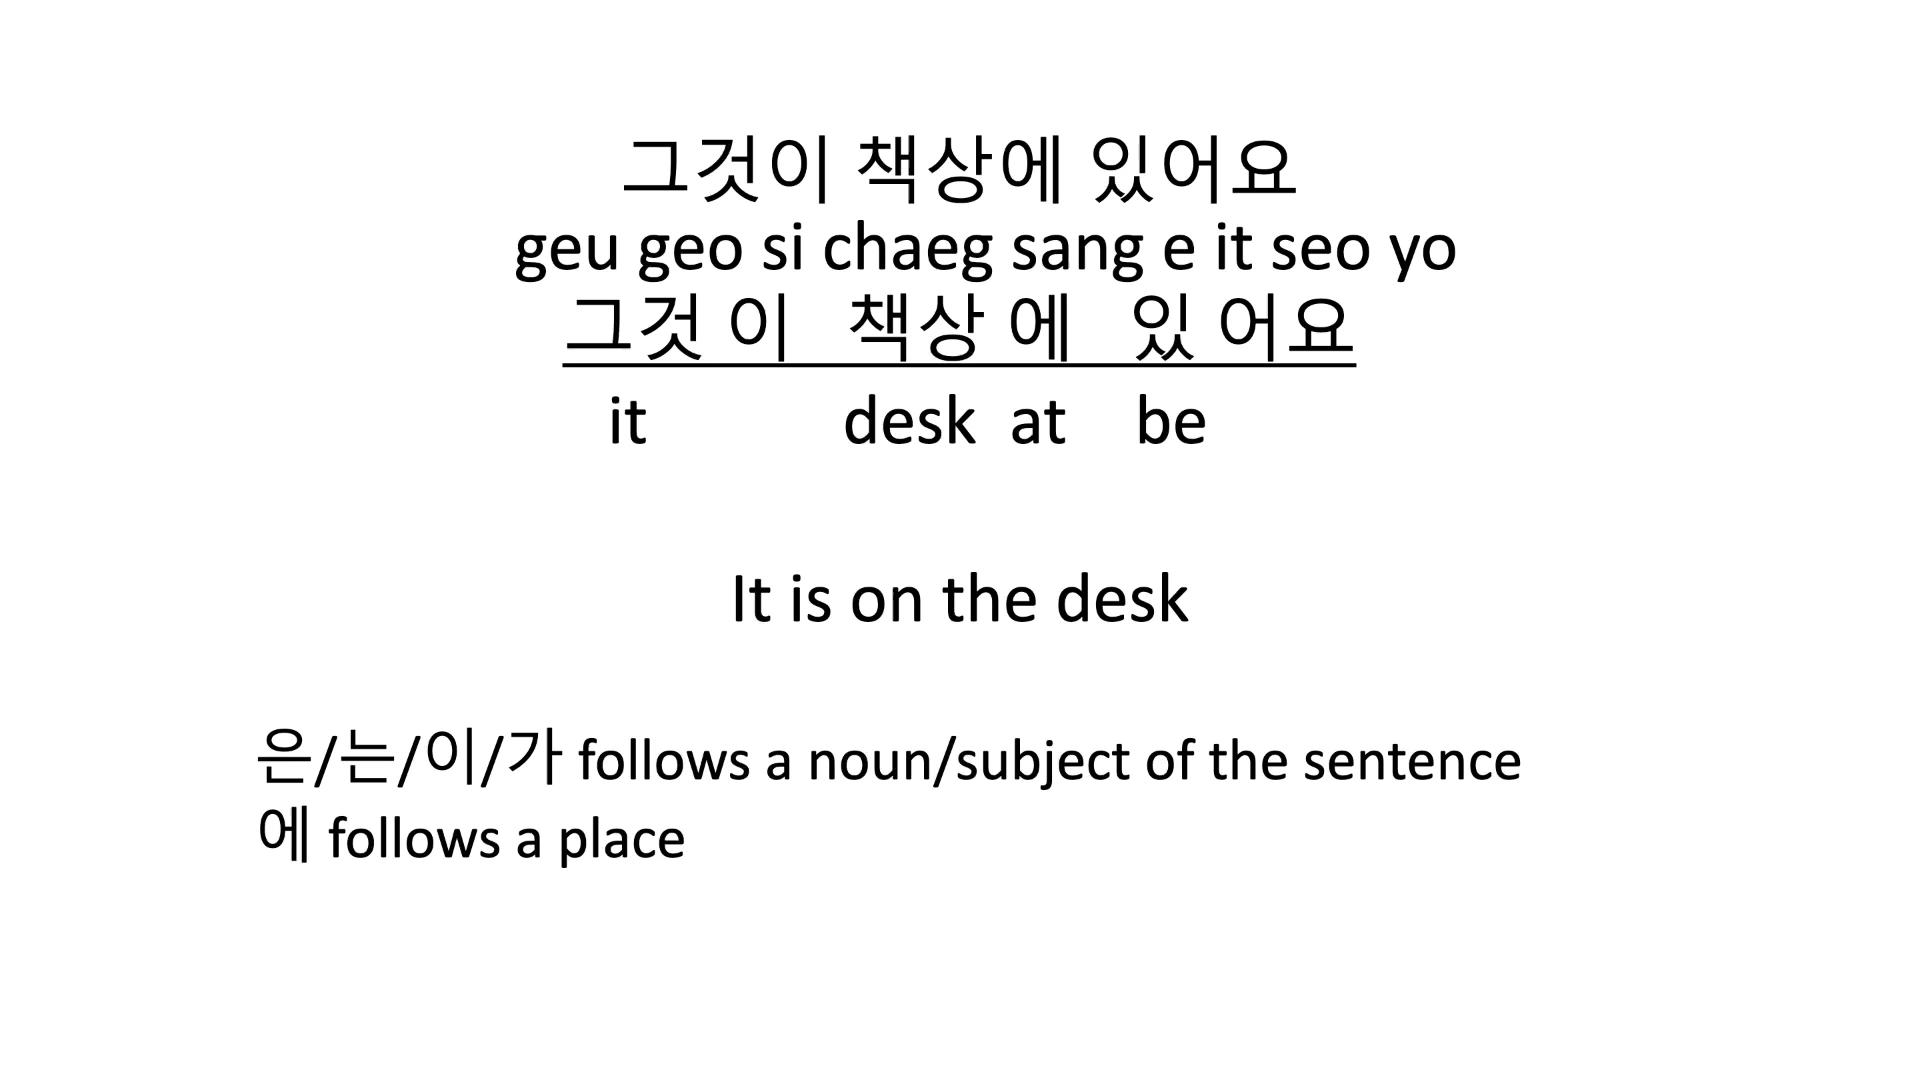 그것이 책상에 있어요
geu geo si chaeg sang e it seo yo
그것 이 책상 에 있 어요
it desk at be
It is on the desk
은/는/이/가 follows a noun/subject of the sentence
에 follows a place